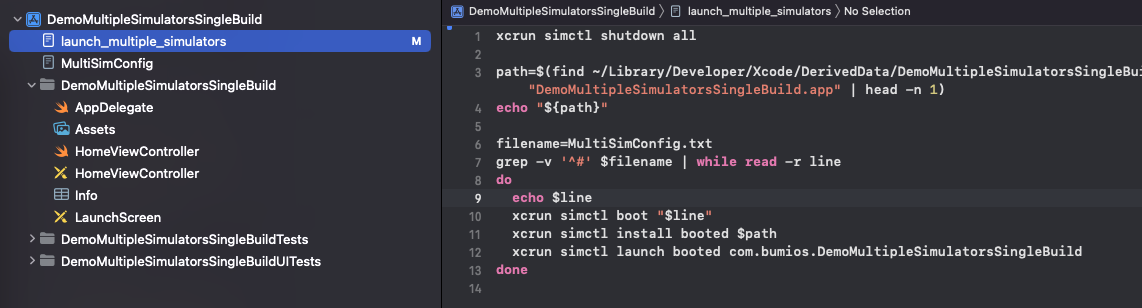 DemoMultipleSimulatorsSingleBuild
launch_multiple_simulators M
MultiSimConfig
DemoMultipleSimulatorsSingleBuild
AppDelegate
Assets
HomeViewController
HomeViewController
Info
LaunchScreen
DemoMultipleSimulatorsSingleBuildTests
DemoMultipleSimulatorsSingleBuildUITests
DemoMultipleSimulatorsSingleBuild 〉 launch_multiple_simulators 〉 No Selection
1 xcrun simctl shutdown all
2
3 path=$(find ~/Library/Developer/Xcode/DerivedData/DemoMultipleSimulatorsSingleBui
"DemoMultipleSimulatorsSingleBuild.app" | head -n 1)
4 echo "${path}"
5
6 filename=MultiSimConfig.txt
7 grep -v '^#' $filename | while read -r line
8 do
9 echo $line
10 xcrun simctl boot "$line"
11 xcrun simctl install booted $path
12 xcrun simctl launch booted com.bumios.DemoMultipleSimulatorsSingleBuild
13 done
14